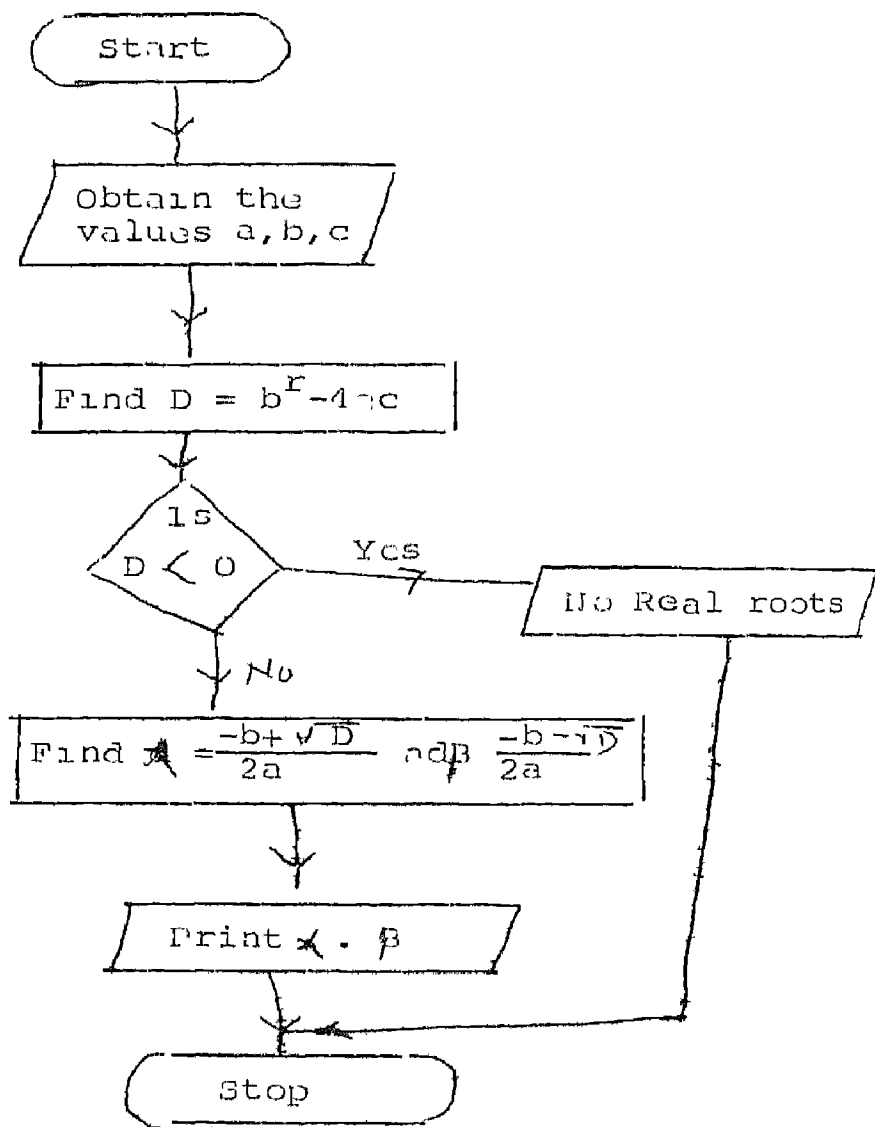 Start
Obtain the
values a,b,c
Find D = b^r-4ac
Is
D < 0
Yes
No Real roots
No
Find α = -b+√D/2a and β -b-√D/2a
Print α . β
Stop